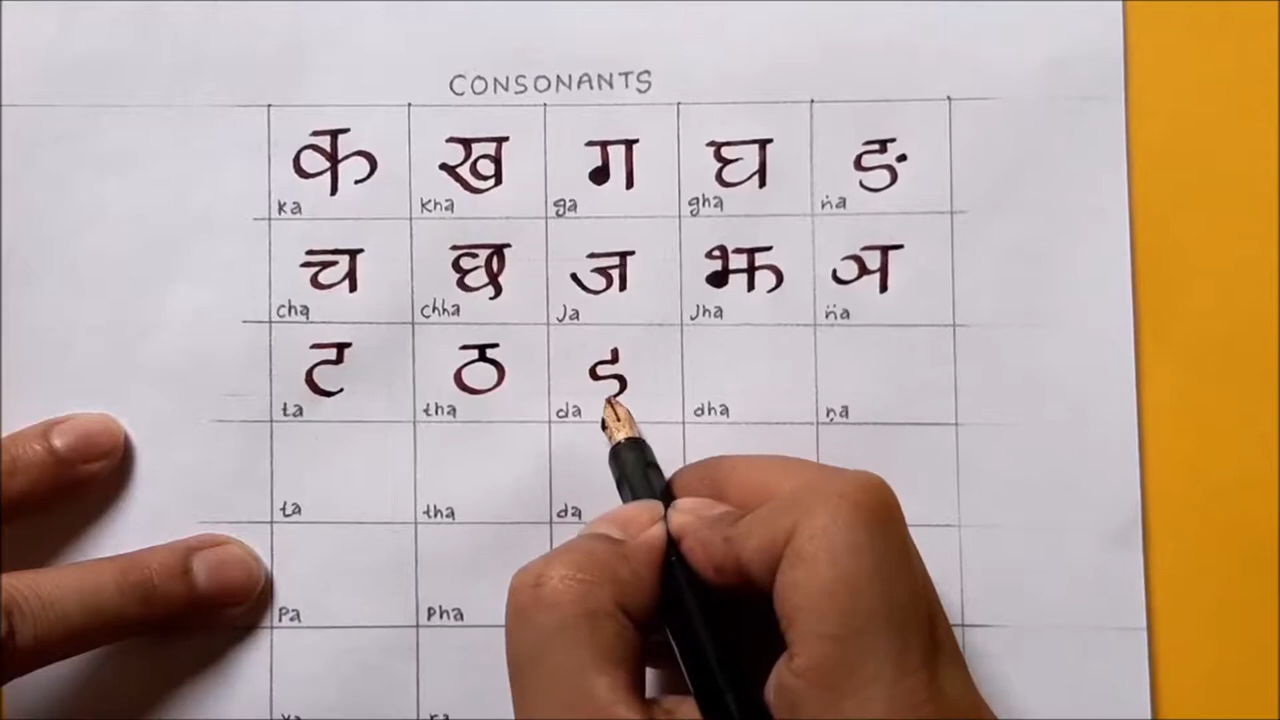 CONSONANTS
क ख ग घ ङ
ka kha ga gha ṅa
च छ ज झ ञ
cha chha ja jha n̈a
ट ठ
ta tha da dha ṇa
ta tha da
pa pha